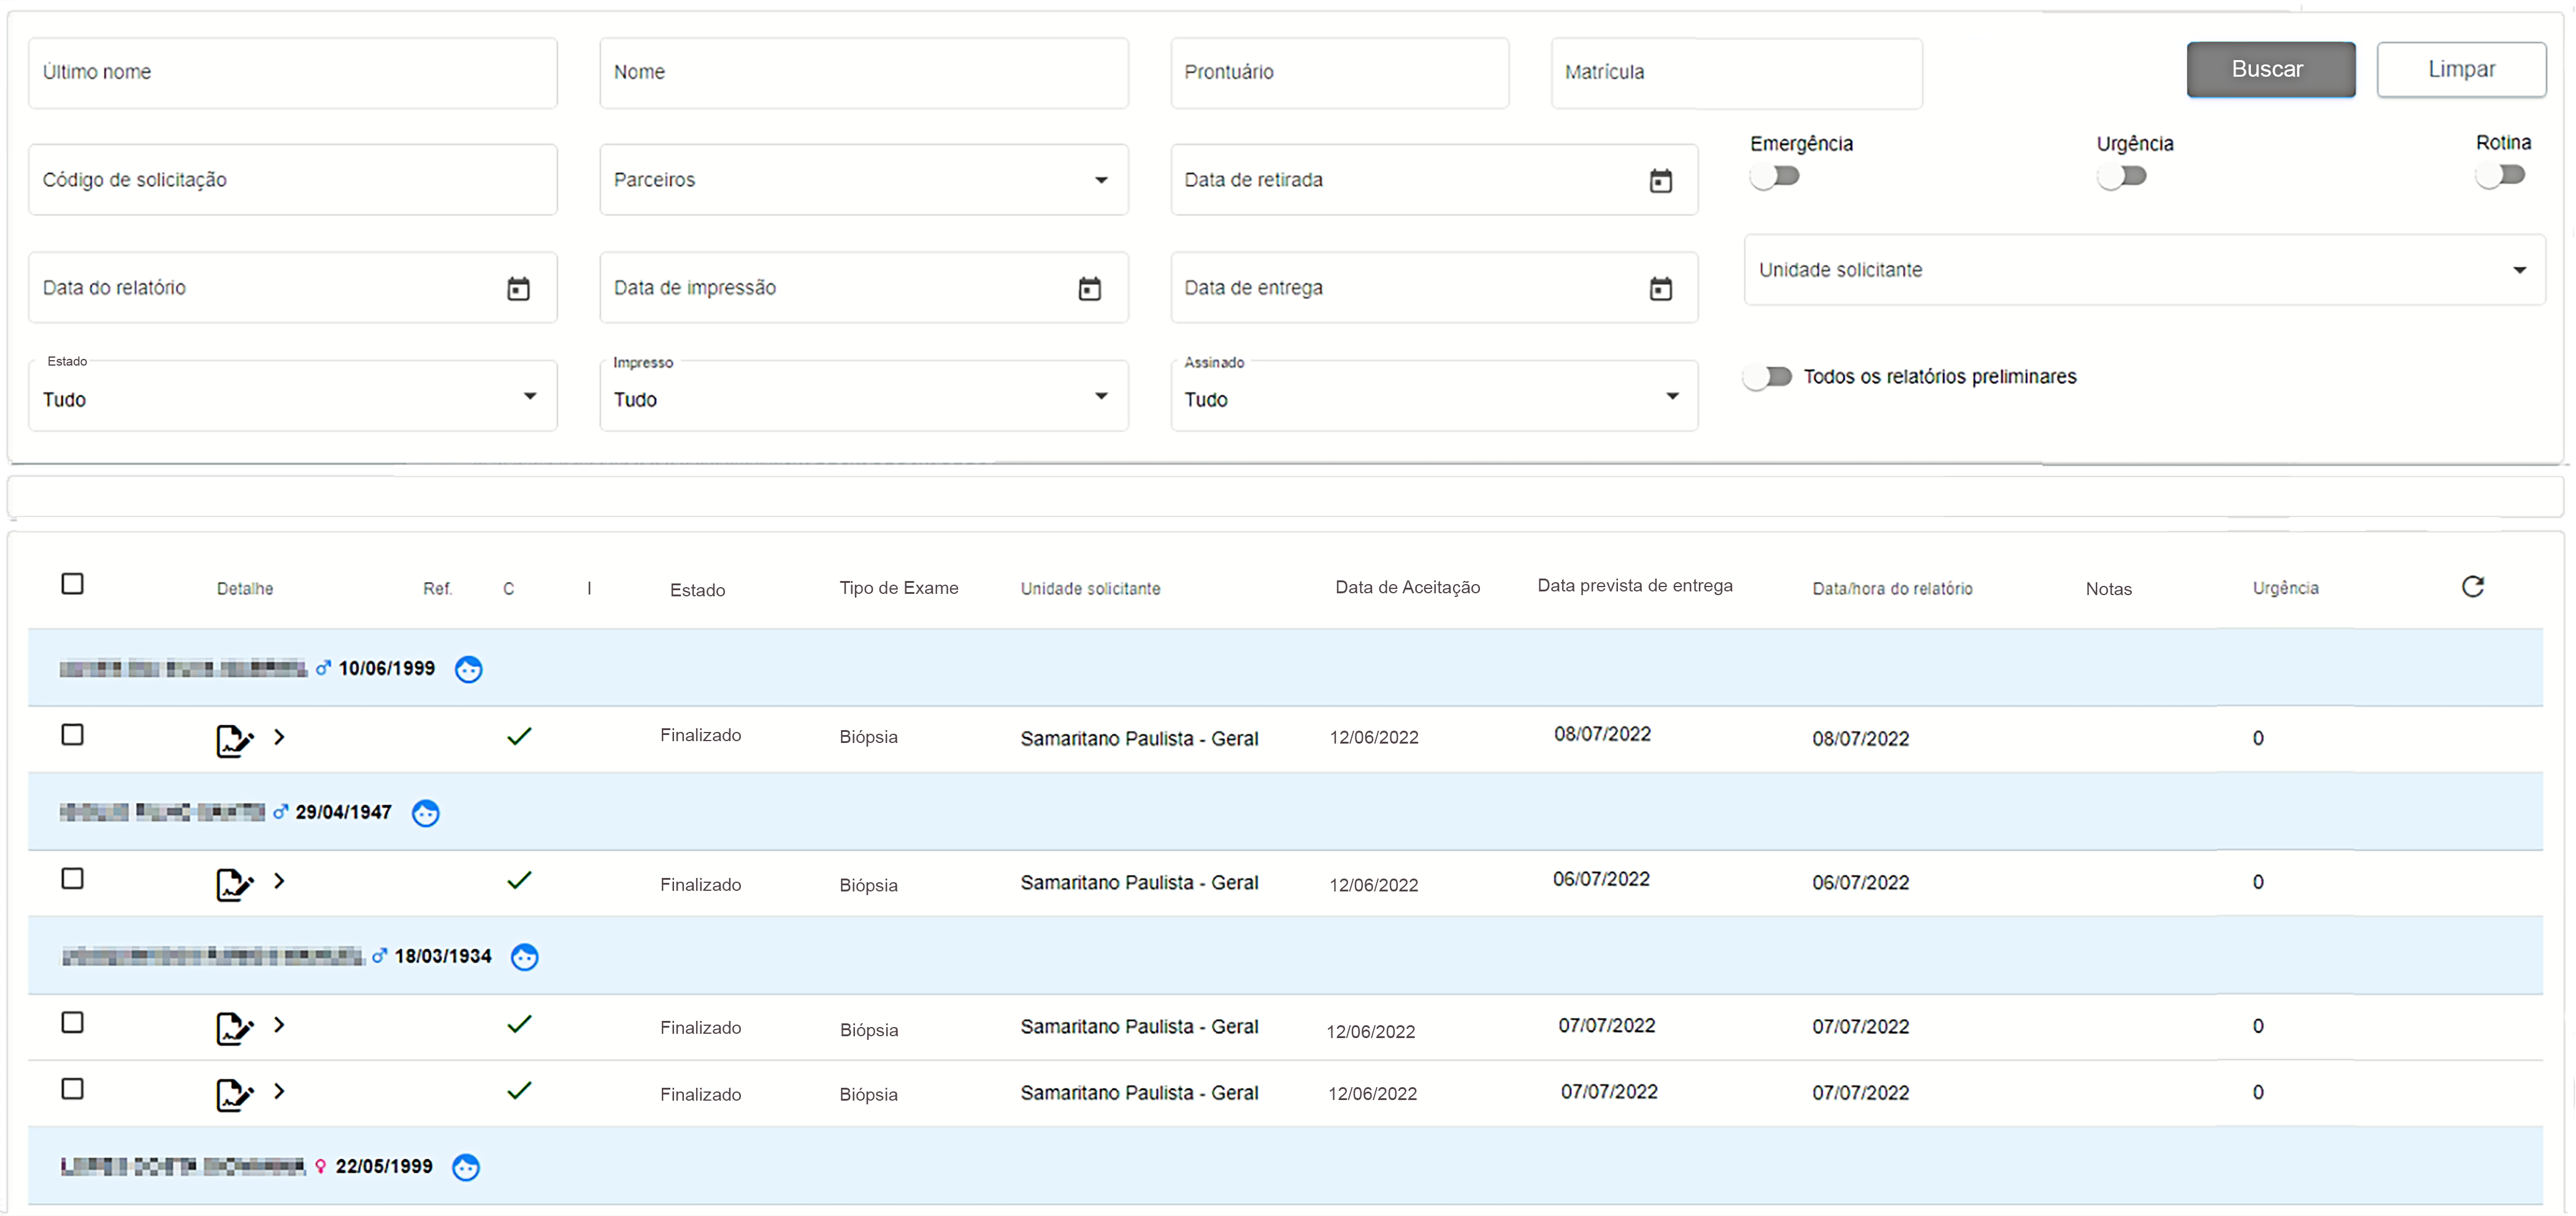 Último nome Nome Prontuário Matrícula Buscar Limpar
Emergência Urgência Rotina
Código de solicitação Parceiros Data de retirada
Unidade solicitante
Data do relatório Data de impressão Data de entrega
Estado Impresso Assinado
Tudo Tudo Tudo Todos os relatórios preliminares
Detalhe Ref. C I Estado Tipo de Exame Unidade solicitante Data de Aceitação Data prevista de entrega Data/hora do relatório Notas Urgência
10/06/1999
Finalizado Biópsia Samaritano Paulista - Geral 12/06/2022 08/07/2022 08/07/2022 0
29/04/1947
Finalizado Biópsia Samaritano Paulista - Geral 12/06/2022 06/07/2022 06/07/2022 0
18/03/1934
Finalizado Biópsia Samaritano Paulista - Geral 12/06/2022 07/07/2022 07/07/2022 0
Finalizado Biópsia Samaritano Paulista - Geral 12/06/2022 07/07/2022 07/07/2022 0
22/05/1999